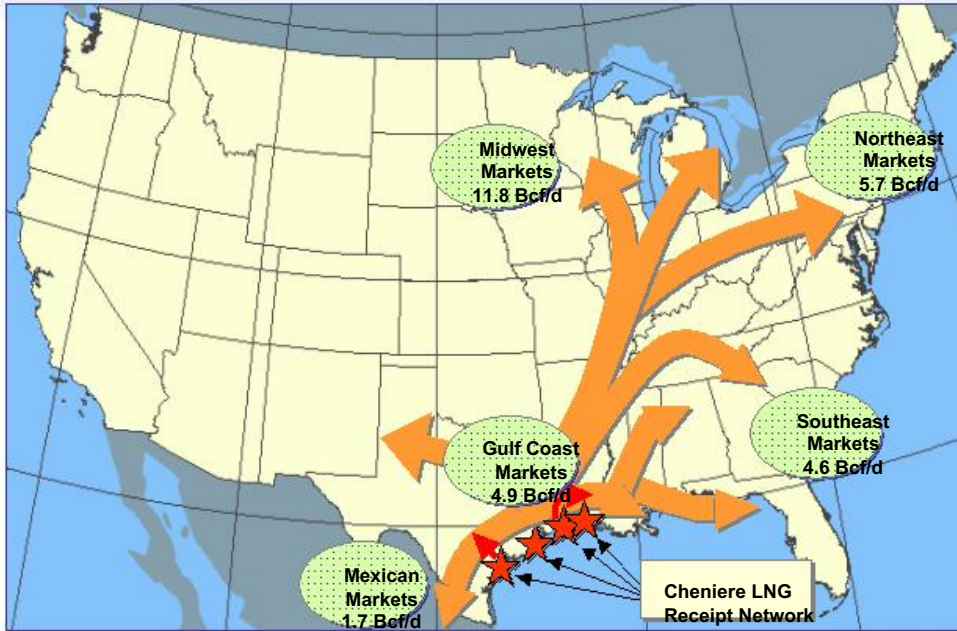 Midwest
Markets
11.8 Bcf/d
Northeast
Markets
5.7 Bcf/d
Gulf Coast
Markets
4.9 Bcf/d
Southeast
Markets
4.6 Bcf/d
Mexican
Markets
1.7 Bcf/d
Cheniere LNG
Receipt Network